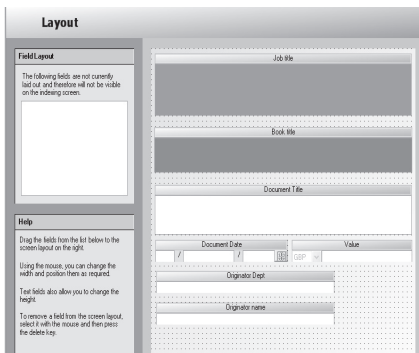 Layout
Field Layout
The following fields are not currently
laid out and therefore will not be visible
on the indexing screen.
Help
Drag the fields from the list below to the
screen layout on the right.
Using the mouse, you can change the
width and position them as required.
Text fields also allow you to change the
height.
To remove a field from the screen layout,
select it with the mouse and then press
the delete key.
Job title
Book title
Document Title
Document Date
Value
/ /
GBP
Originator Dept
Originator name